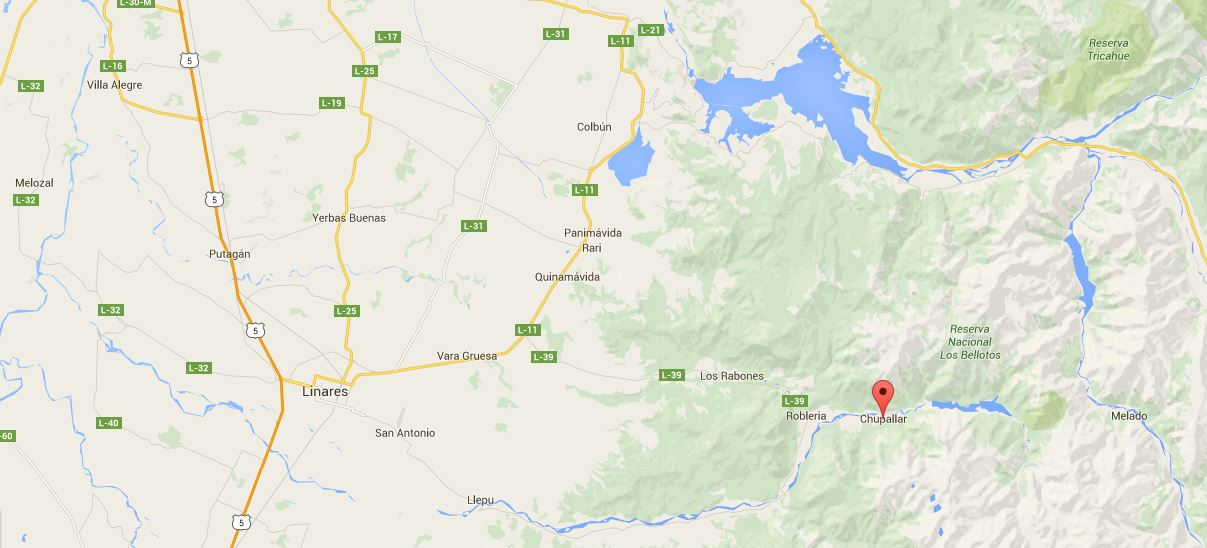 L-30-M
L-31
L-21
L-17
L-11
Reserva
Tricahue
5
L-16
L-25
Villa Alegre
L-32
L-19
Colbún
Melozal
L-32
5
L-11
Yerbas Buenas
L-31
Panimávida
Rari
Putagán
Quinamávida
L-32
L-25
5
L-11
Reserva
Nacional
Los Bellotos
Vara Gruesa
L-39
L-32
L-39
Los Rabones
Linares
L-39
Robleria
Chupallar
Melado
L-40
-60
San Antonio
Llepu
5